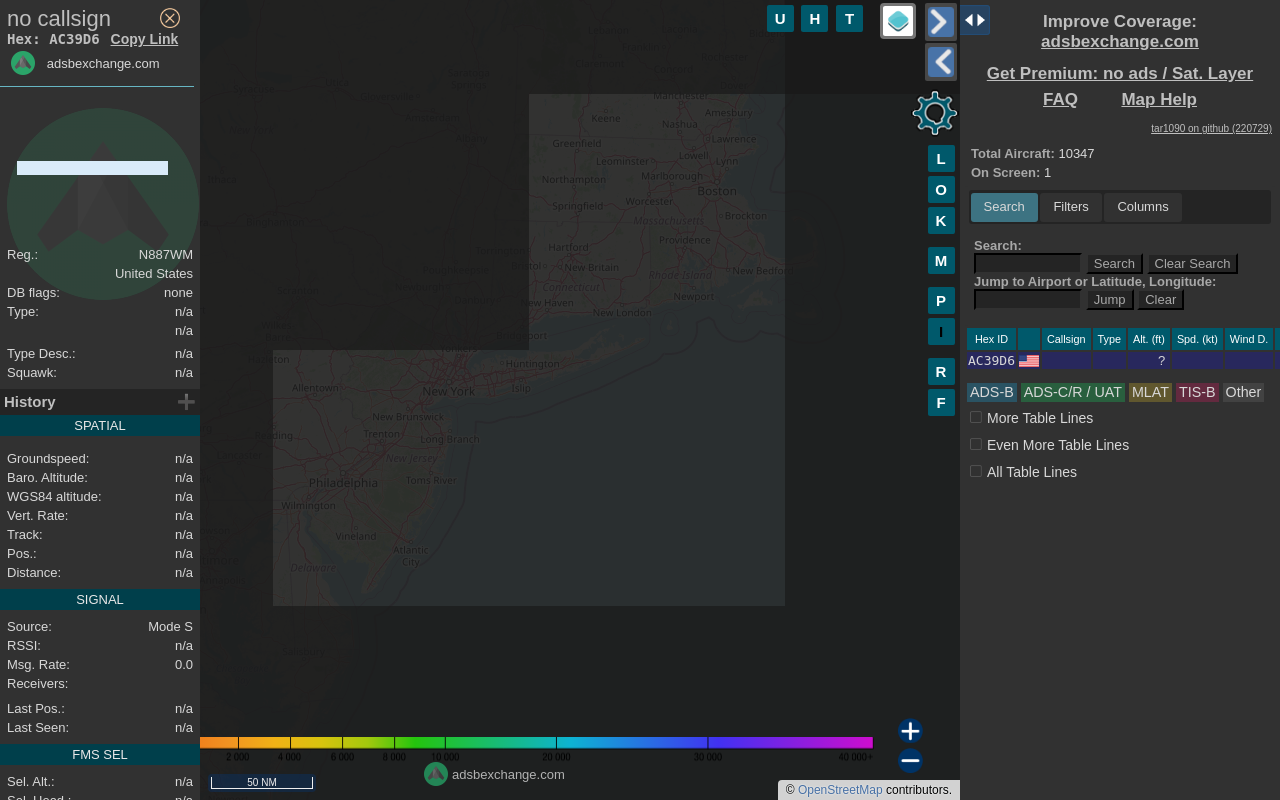 no callsign
Hex: AC39D6 Copy Link
adsbexchange.com
Reg.: N887WM
United States
DB flags: none
Type: n/a
n/a
Type Desc.: n/a
Squawk: n/a
History
SPATIAL
Groundspeed: n/a
Baro. Altitude: n/a
WGS84 altitude: n/a
Vert. Rate: n/a
Track: n/a
Pos.: n/a
Distance: n/a
SIGNAL
Source: Mode S
RSSI: n/a
Msg. Rate: 0.0
Receivers:
Last Pos.: n/a
Last Seen: n/a
FMS SEL
Sel. Alt.: n/a
Sel. Head.: n/a
U H T
L
O
K
M
P
I
R
F
Manchester
Amesbury
Keene
Nashua
Greenfield
Lawrence
Leominster
Lowell
Lynn
Northampton
Marlborough
Boston
Springfield
Worcester
Massachusetts
Brockton
Providence
Hartford
New Britain
Rhode Island
New Bedford
Connecticut
Newport
New London
Huntington
Allentown
New York
Islip
New Brunswick
Trenton
Long Branch
New Jersey
Philadelphia
Toms River
Wilmington
Vineland
Atlantic
City
Delaware
2 000 4 000 6 000 8 000 10 000 20 000 30 000 40 000+
50 NM
adsbexchange.com
© OpenStreetMap contributors.
Improve Coverage:
adsbexchange.com
Get Premium: no ads / Sat. Layer
FAQ Map Help
tar1090 on github (220729)
Total Aircraft: 10347
On Screen: 1
Search Filters Columns
Search:
Search Clear Search
Jump to Airport or Latitude, Longitude:
Jump Clear
Hex ID Callsign Type Alt. (ft) Spd. (kt) Wind D.
AC39D6 ?
ADS-B ADS-C/R / UAT MLAT TIS-B Other
More Table Lines
Even More Table Lines
All Table Lines